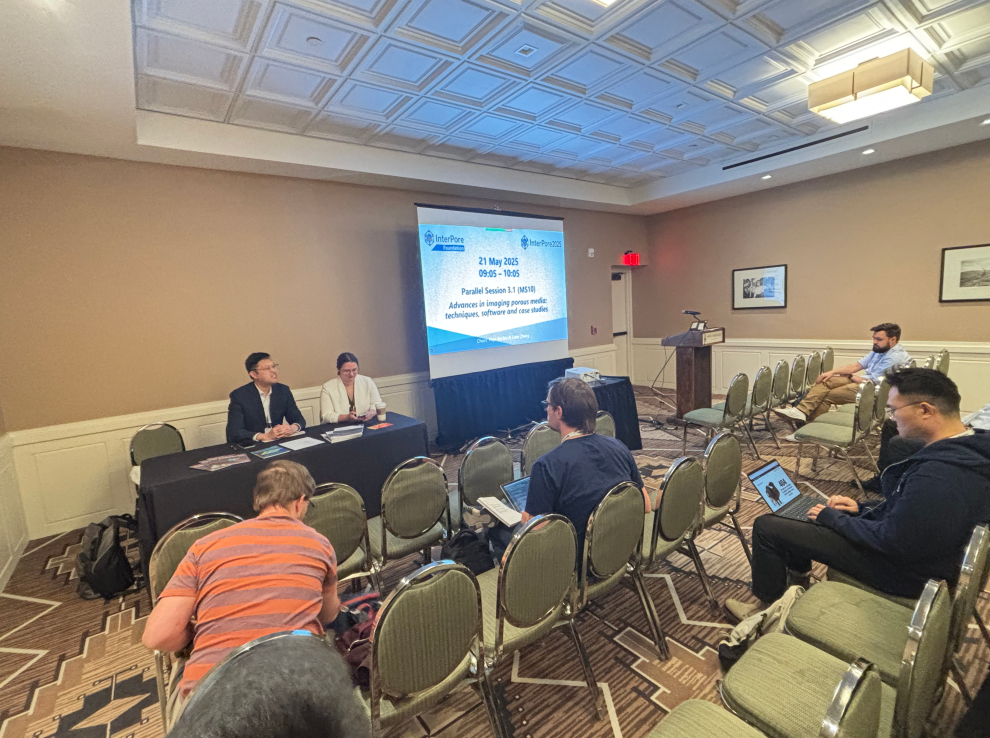 InterPore
Foundation
InterPore2025
21 May 2025
09:05 – 10:05
Parallel Session 3.1 (MS10)
Advances in imaging porous media:
techniques, software and case studies